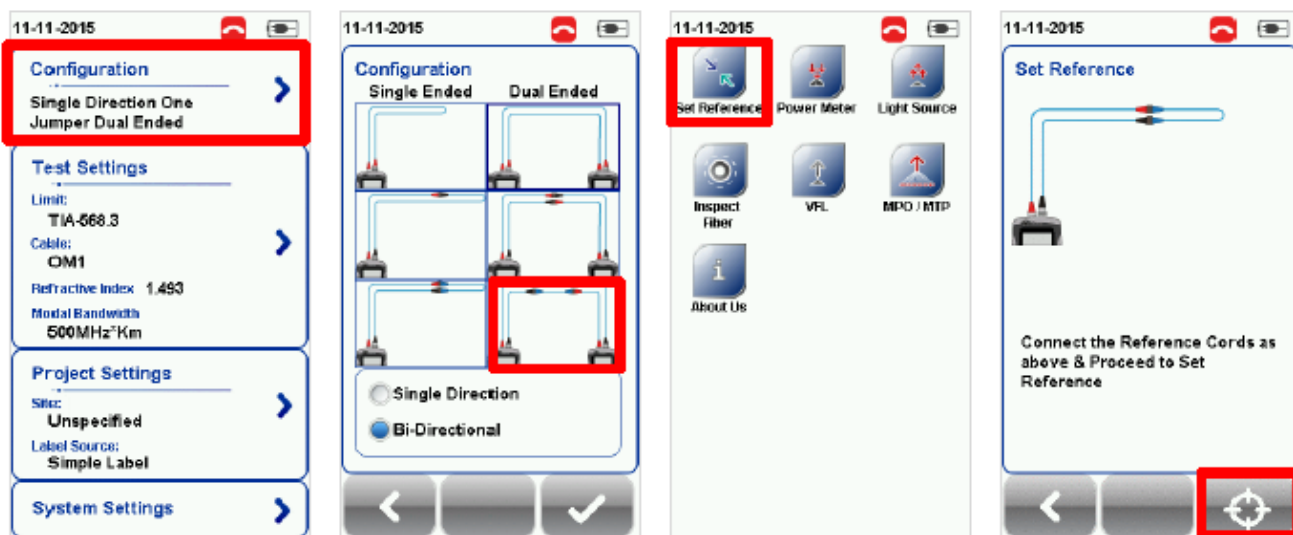 11-11-2015
Configuration
Single Direction One
Jumper Dual Ended
Test Settings
Limit:
TIA-568.3
Cable:
OM1
Refractive Index 1.493
Modal Bandwidth
500MHz*Km
Project Settings
Site:
Unspecified
Label Source:
Simple Label
System Settings
11-11-2015
Configuration
Single Ended Dual Ended
Single Direction
Bi-Directional
11-11-2015
Set Reference Power Meter Light Source
Inspect Fiber VFL MPO / MTP
About Us
11-11-2015
Set Reference
Connect the Reference Cords as
above & Proceed to Set
Reference